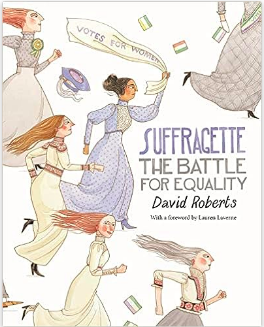 VOTES FOR WOMEN
SUFFRAGETTE
THE BATTLE
FOR EQUALITY
David Roberts
With a foreword by Lauren Laverne